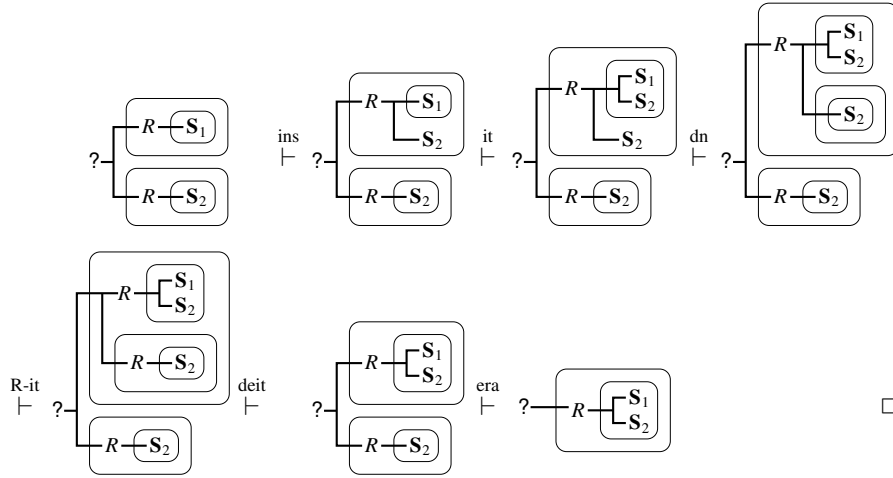 ? R S₁ R S₂
ins ⊢ ? R S₁ S₂ R S₂
it ⊢ ? R S₁ S₂ S₂ R S₂
dn ⊢ ? R S₁ S₂ S₂ R S₂
R-it ⊢ ? R S₁ S₂ R S₂ R S₂
deit ⊢ ? R S₁ S₂ R S₂
era ⊢ ? R S₁ S₂ □